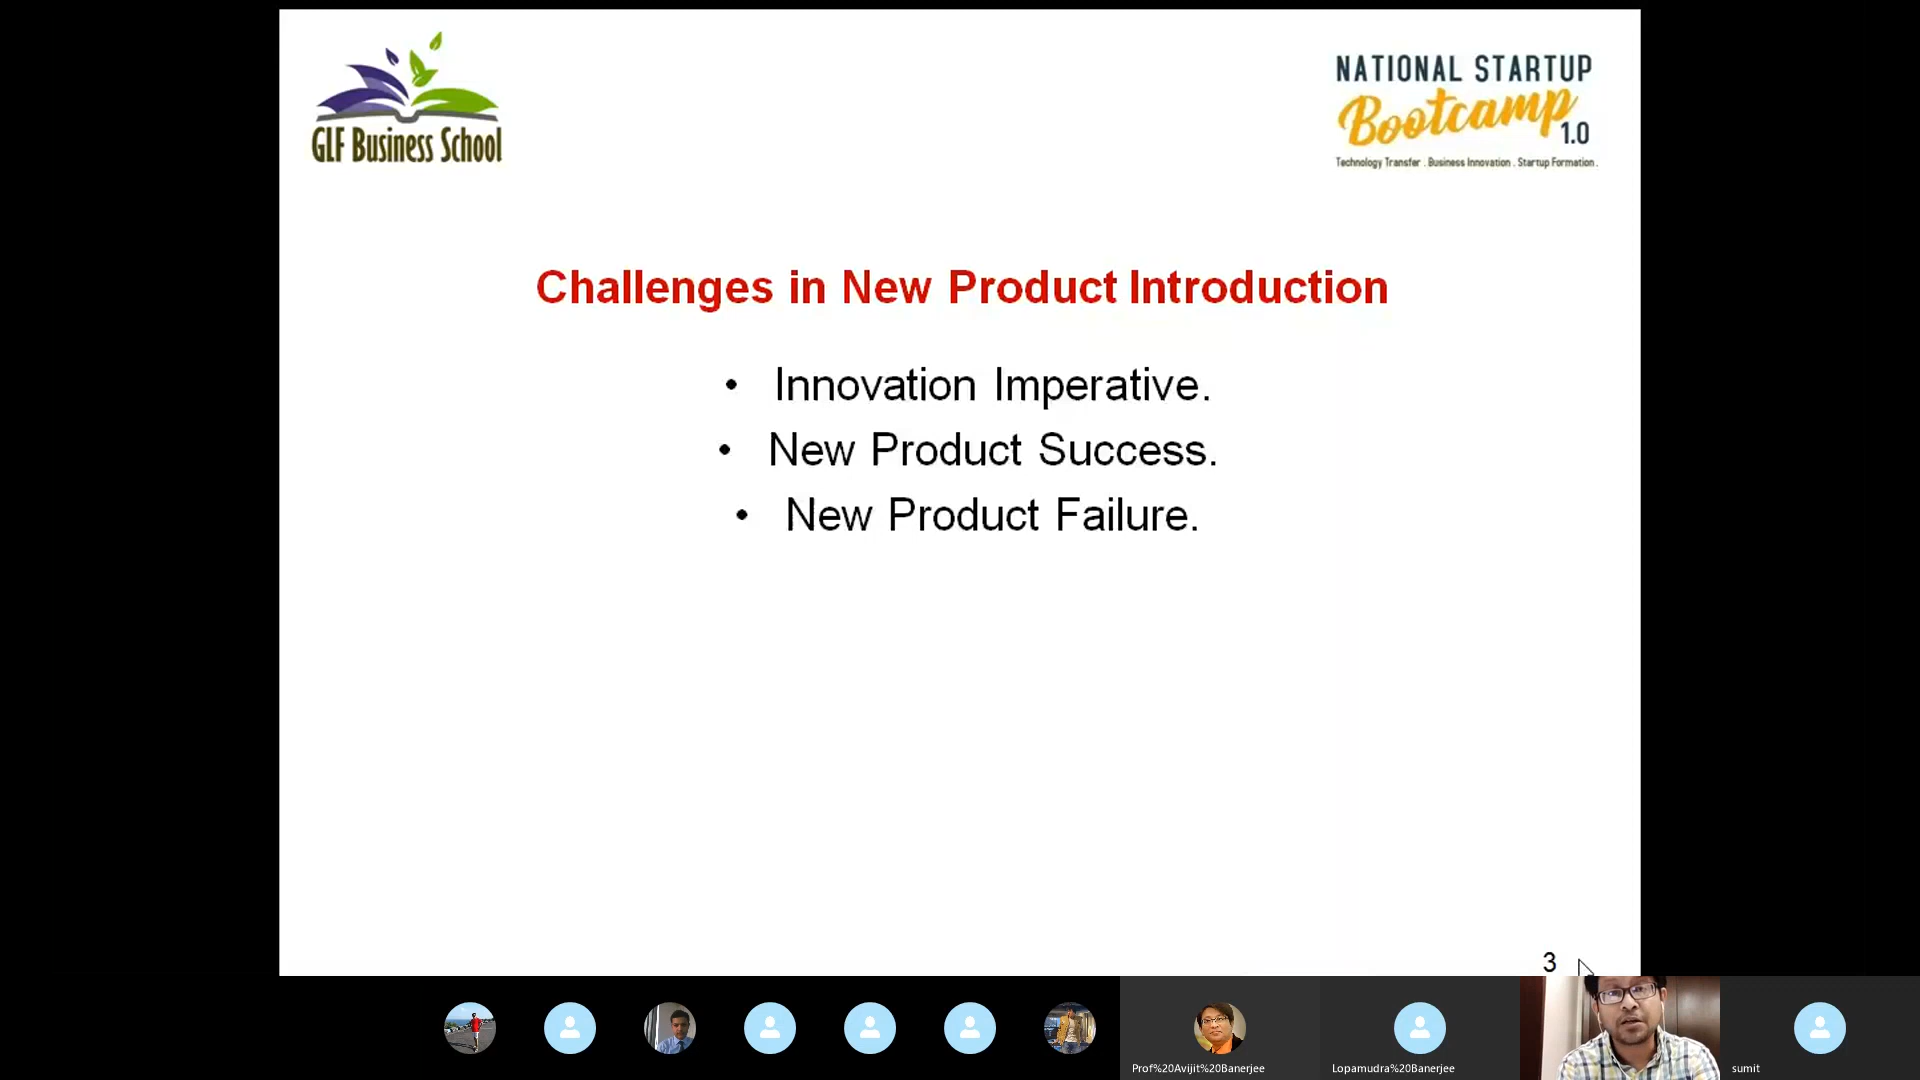 GLF Business School
NATIONAL STARTUP
Bootcamp
1.0
Technology Transfer . Business Innovation . Startup Formation .
Challenges in New Product Introduction
• Innovation Imperative.
• New Product Success.
• New Product Failure.
3
Prof%20Avijit%20Banerjee
Lopamudra%20Banerjee
sumit